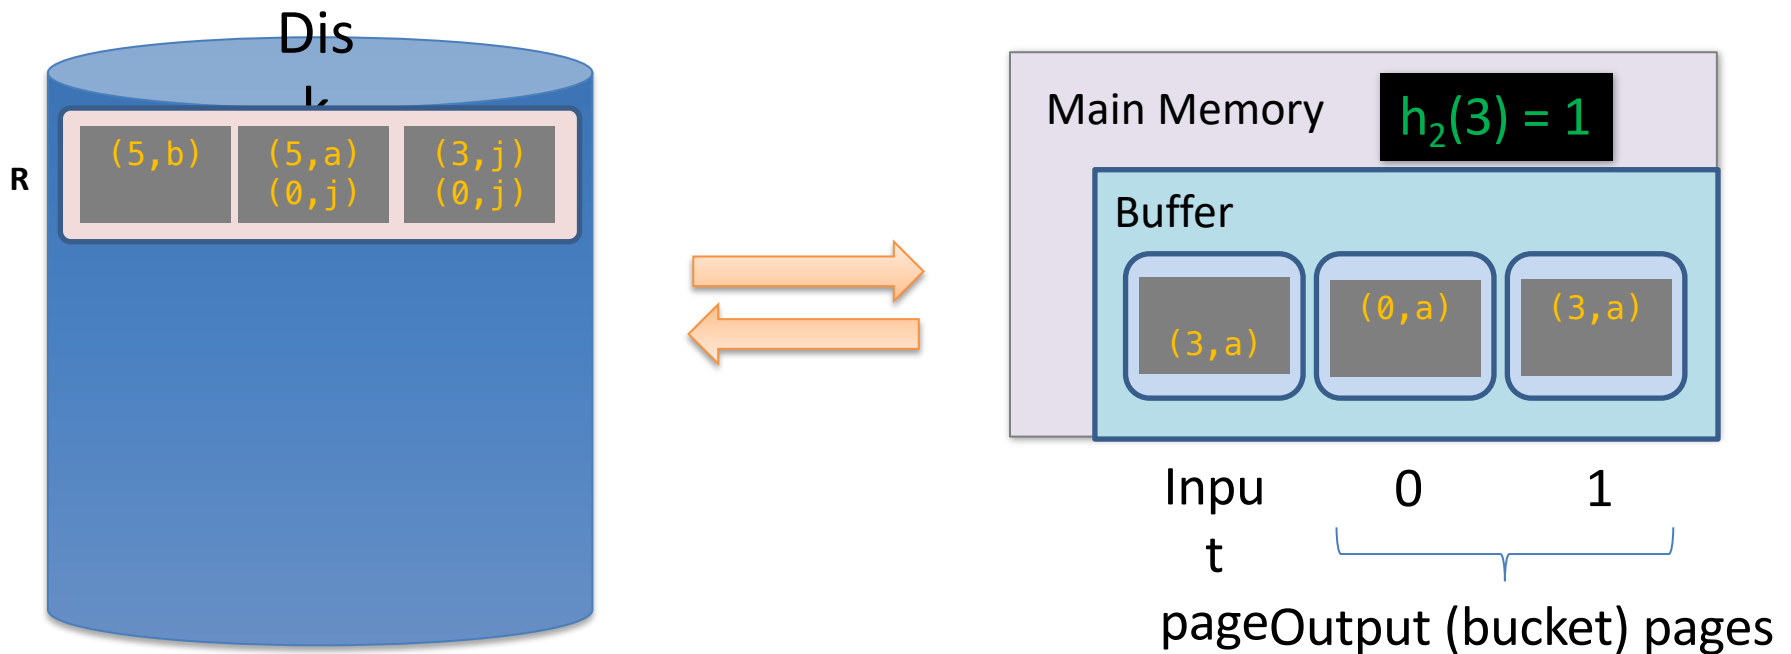 Dis
k
R
(5,b)
(5,a)
(0,j)
(3,j)
(0,j)
Main Memory
h₂(3) = 1
Buffer
(3,a)
(0,a)
(3,a)
Inpu
t
page
0
1
Output (bucket) pages